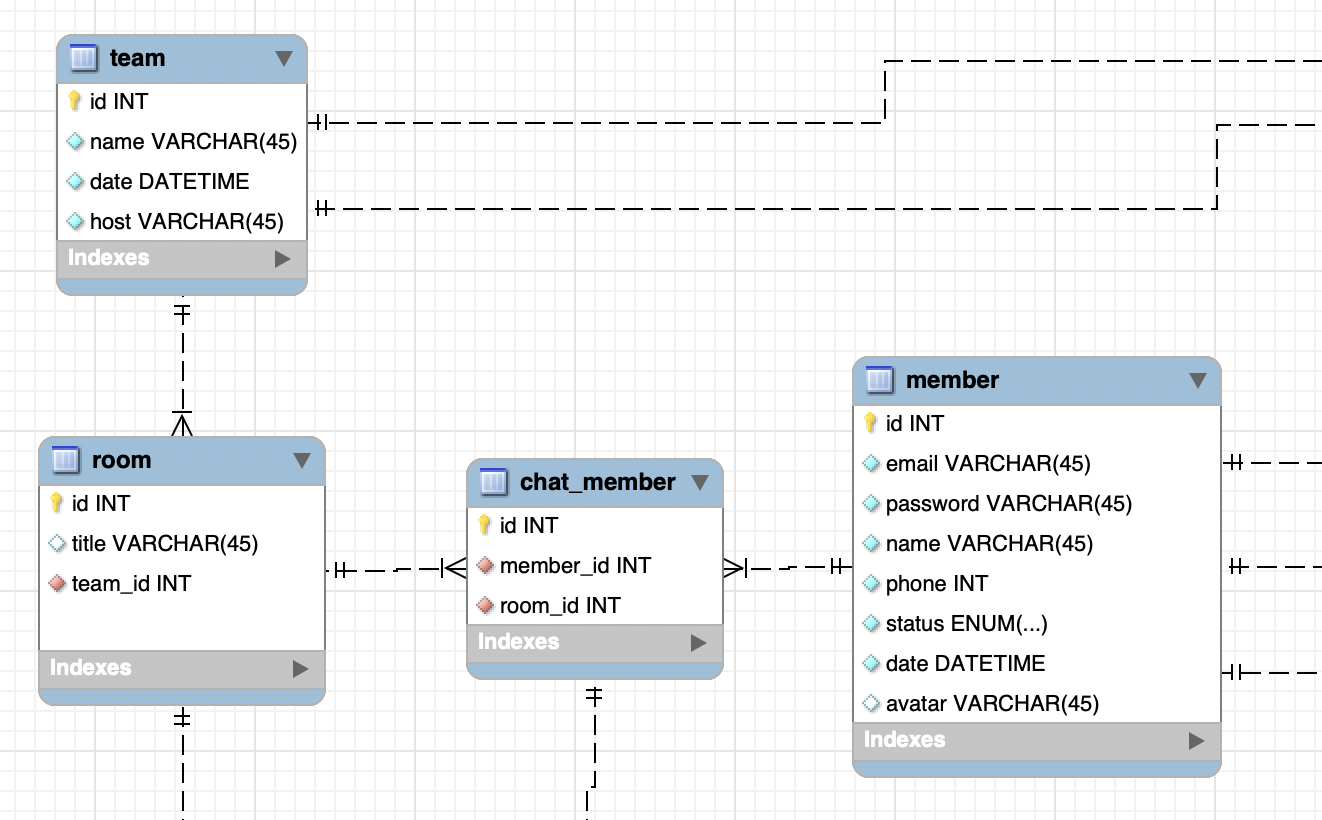 team
id INT
name VARCHAR(45)
date DATETIME
host VARCHAR(45)
Indexes
room
id INT
title VARCHAR(45)
team_id INT
Indexes
chat_member
id INT
member_id INT
room_id INT
Indexes
member
id INT
email VARCHAR(45)
password VARCHAR(45)
name VARCHAR(45)
phone INT
status ENUM(...)
date DATETIME
avatar VARCHAR(45)
Indexes